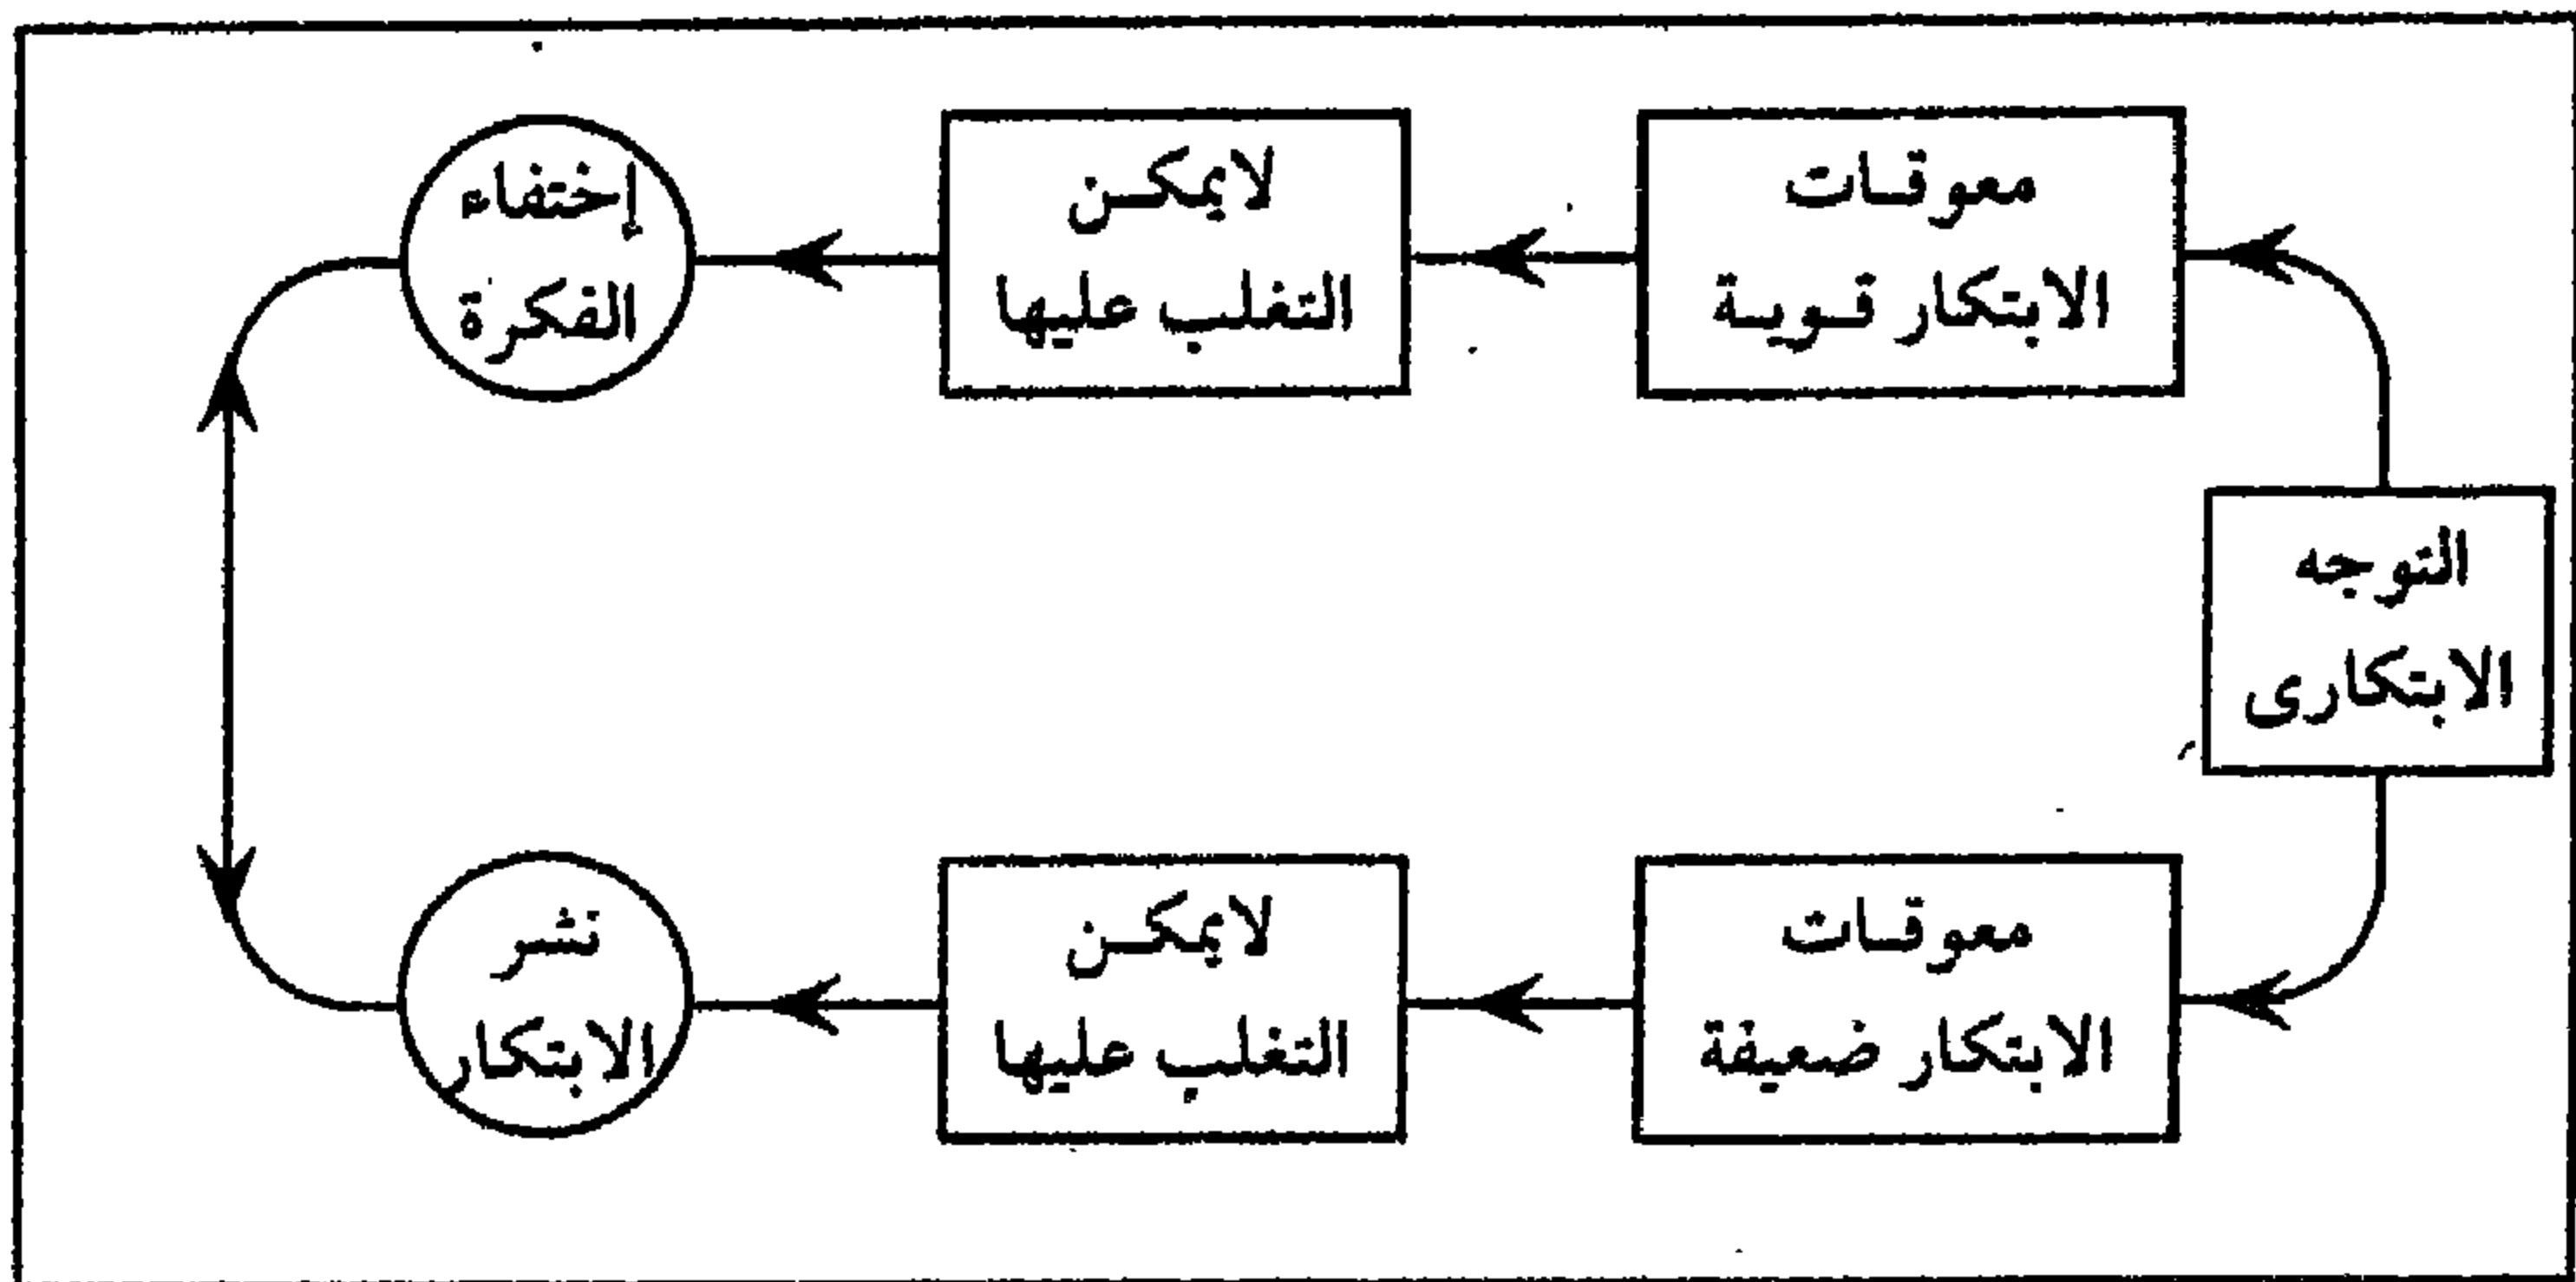 معوقات
الابتكار قوية
لايمكن
التغلب عليها
إختفاء
الفكرة
التوجه
الابتكارى
معوقات
الابتكار ضعيفة
لايمكن
التغلب عليها
نشر
الابتكار